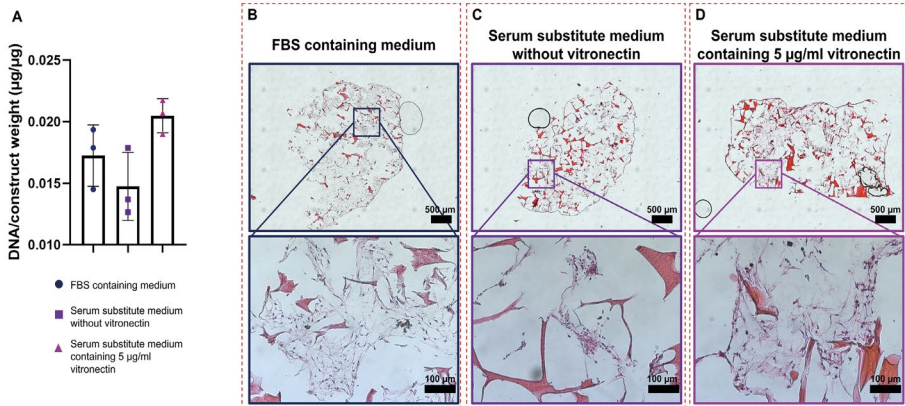 A
DNA/construct weight (µg/µg)
0.025
0.020
0.015
0.010
FBS containing medium
Serum substitute medium
without vitronectin
Serum substitute medium
containing 5 µg/ml
vitronectin
B
FBS containing medium
500 µm
100 µm
C
Serum substitute medium
without vitronectin
500 µm
100 µm
D
Serum substitute medium
containing 5 µg/ml vitronectin
500 µm
100 µm